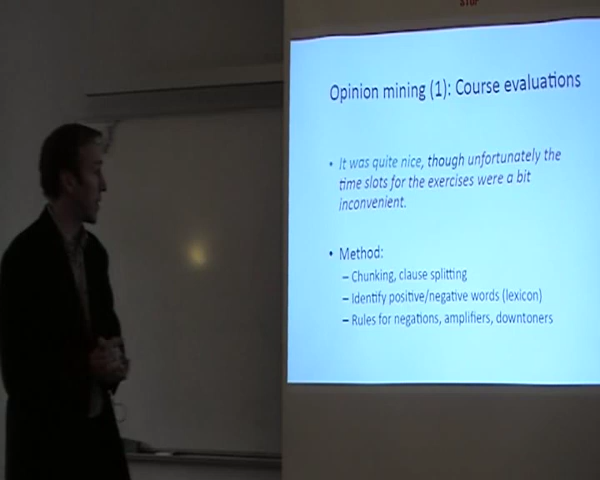 STOP
Opinion mining (1): Course evaluations
• It was quite nice, though unfortunately the
time slots for the exercises were a bit
inconvenient.
• Method:
– Chunking, clause splitting
– Identify positive/negative words (lexicon)
– Rules for negations, amplifiers, downtoners